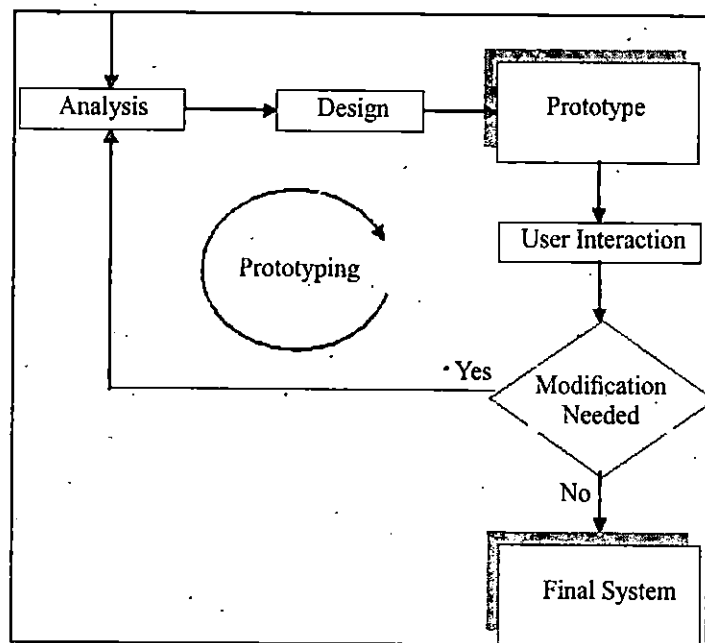 Analysis
Design
Prototype
User Interaction
Prototyping
Yes
Modification
Needed
No
Final System